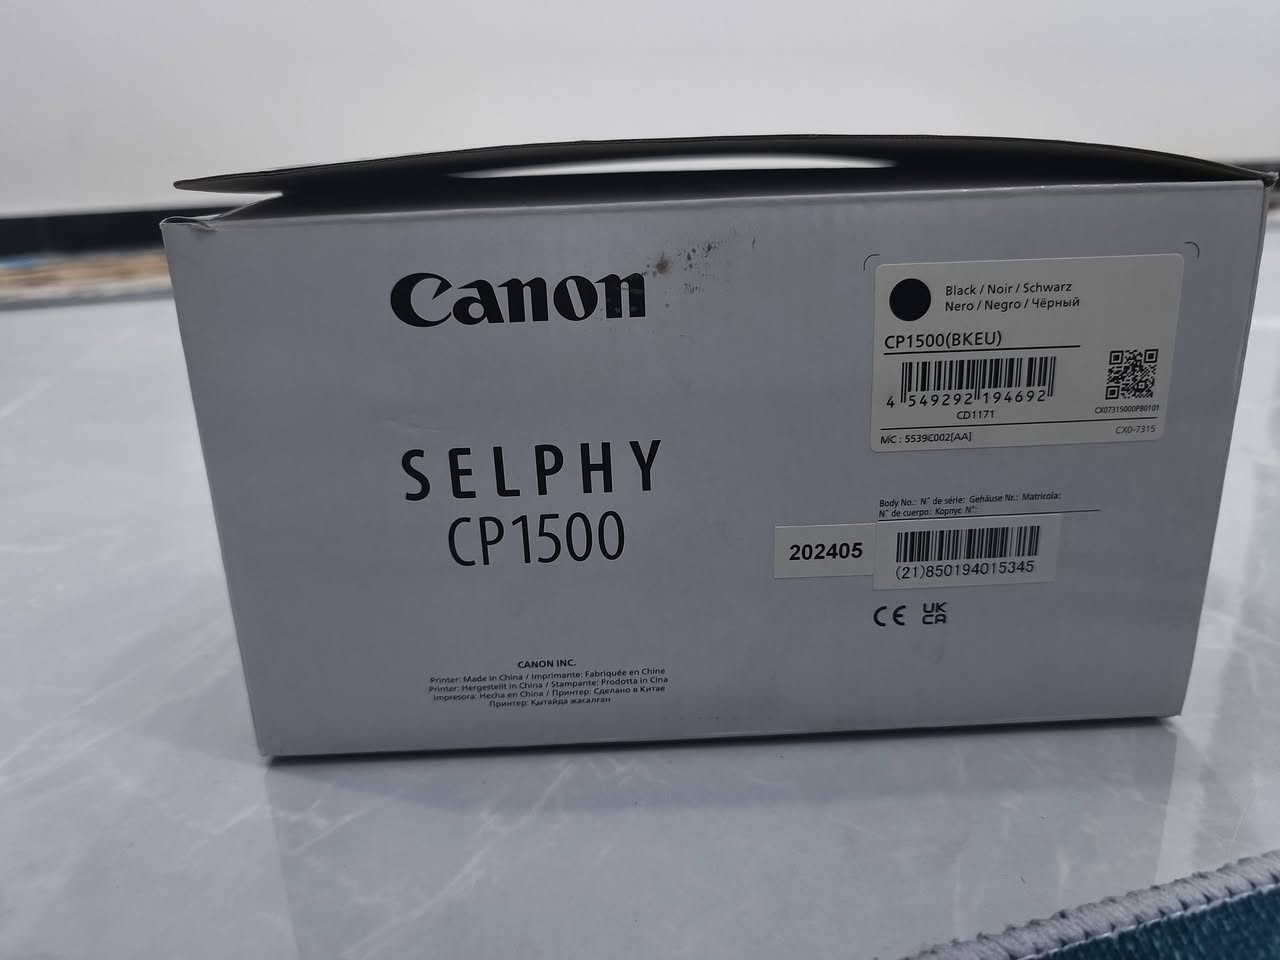 Canon
SELPHY
CP1500
CANON INC.
Printer: Made in China / Imprimante: Fabriquée en Chine
Printer: Hergestellt in China / Stampante: Prodotta in Cina
Impresora: Hecha en China / Принтер: Сделано в Китае
Принтер: Қытайда жасалған
Black / Noir / Schwarz
Nero / Negro / Чёрный
CP1500(BKEU)
4 549292 194692
CD1171
CX07315000PB0101
MC : 5539C002[AA]
CX0-7315
Body No.: N° de série: Gehäuse Nr.: Matricola:
N° de cuerpo: Корпус №:
202405
(21)850194015345
CE UK
CA